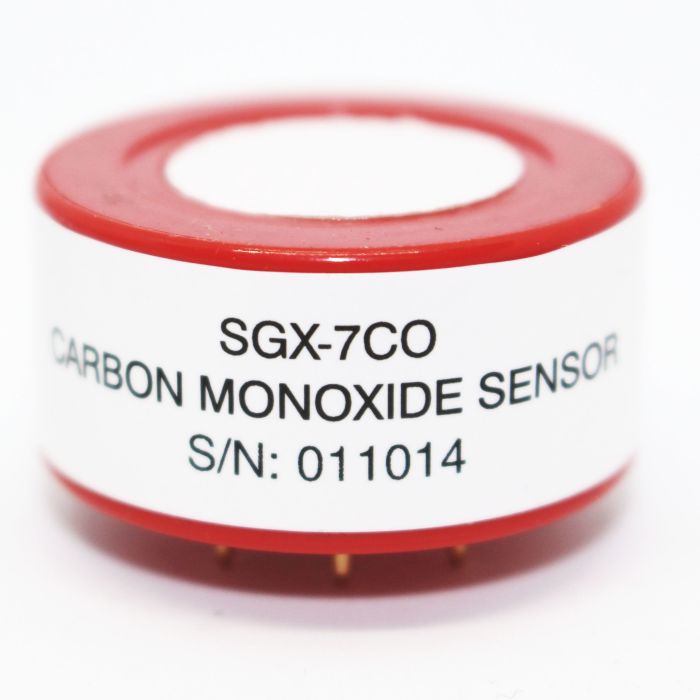 SGX-7CO
CARBON MONOXIDE SENSOR
S/N: 011014